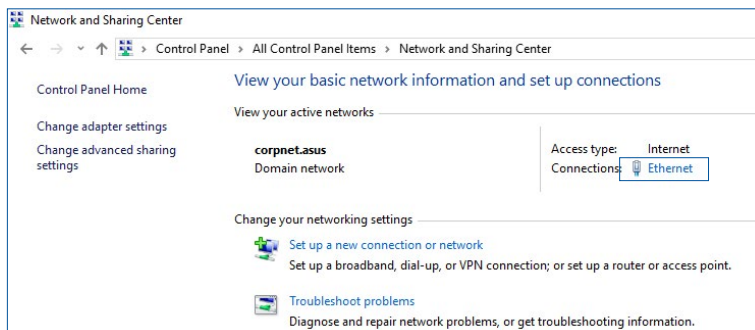 Network and Sharing Center
Control Panel > All Control Panel Items > Network and Sharing Center
Control Panel Home
Change adapter settings
Change advanced sharing
settings
View your basic network information and set up connections
View your active networks
corpnet.asus
Domain network
Access type: Internet
Connections: Ethernet
Change your networking settings
Set up a new connection or network
Set up a broadband, dial-up, or VPN connection; or set up a router or access point.
Troubleshoot problems
Diagnose and repair network problems, or get troubleshooting information.